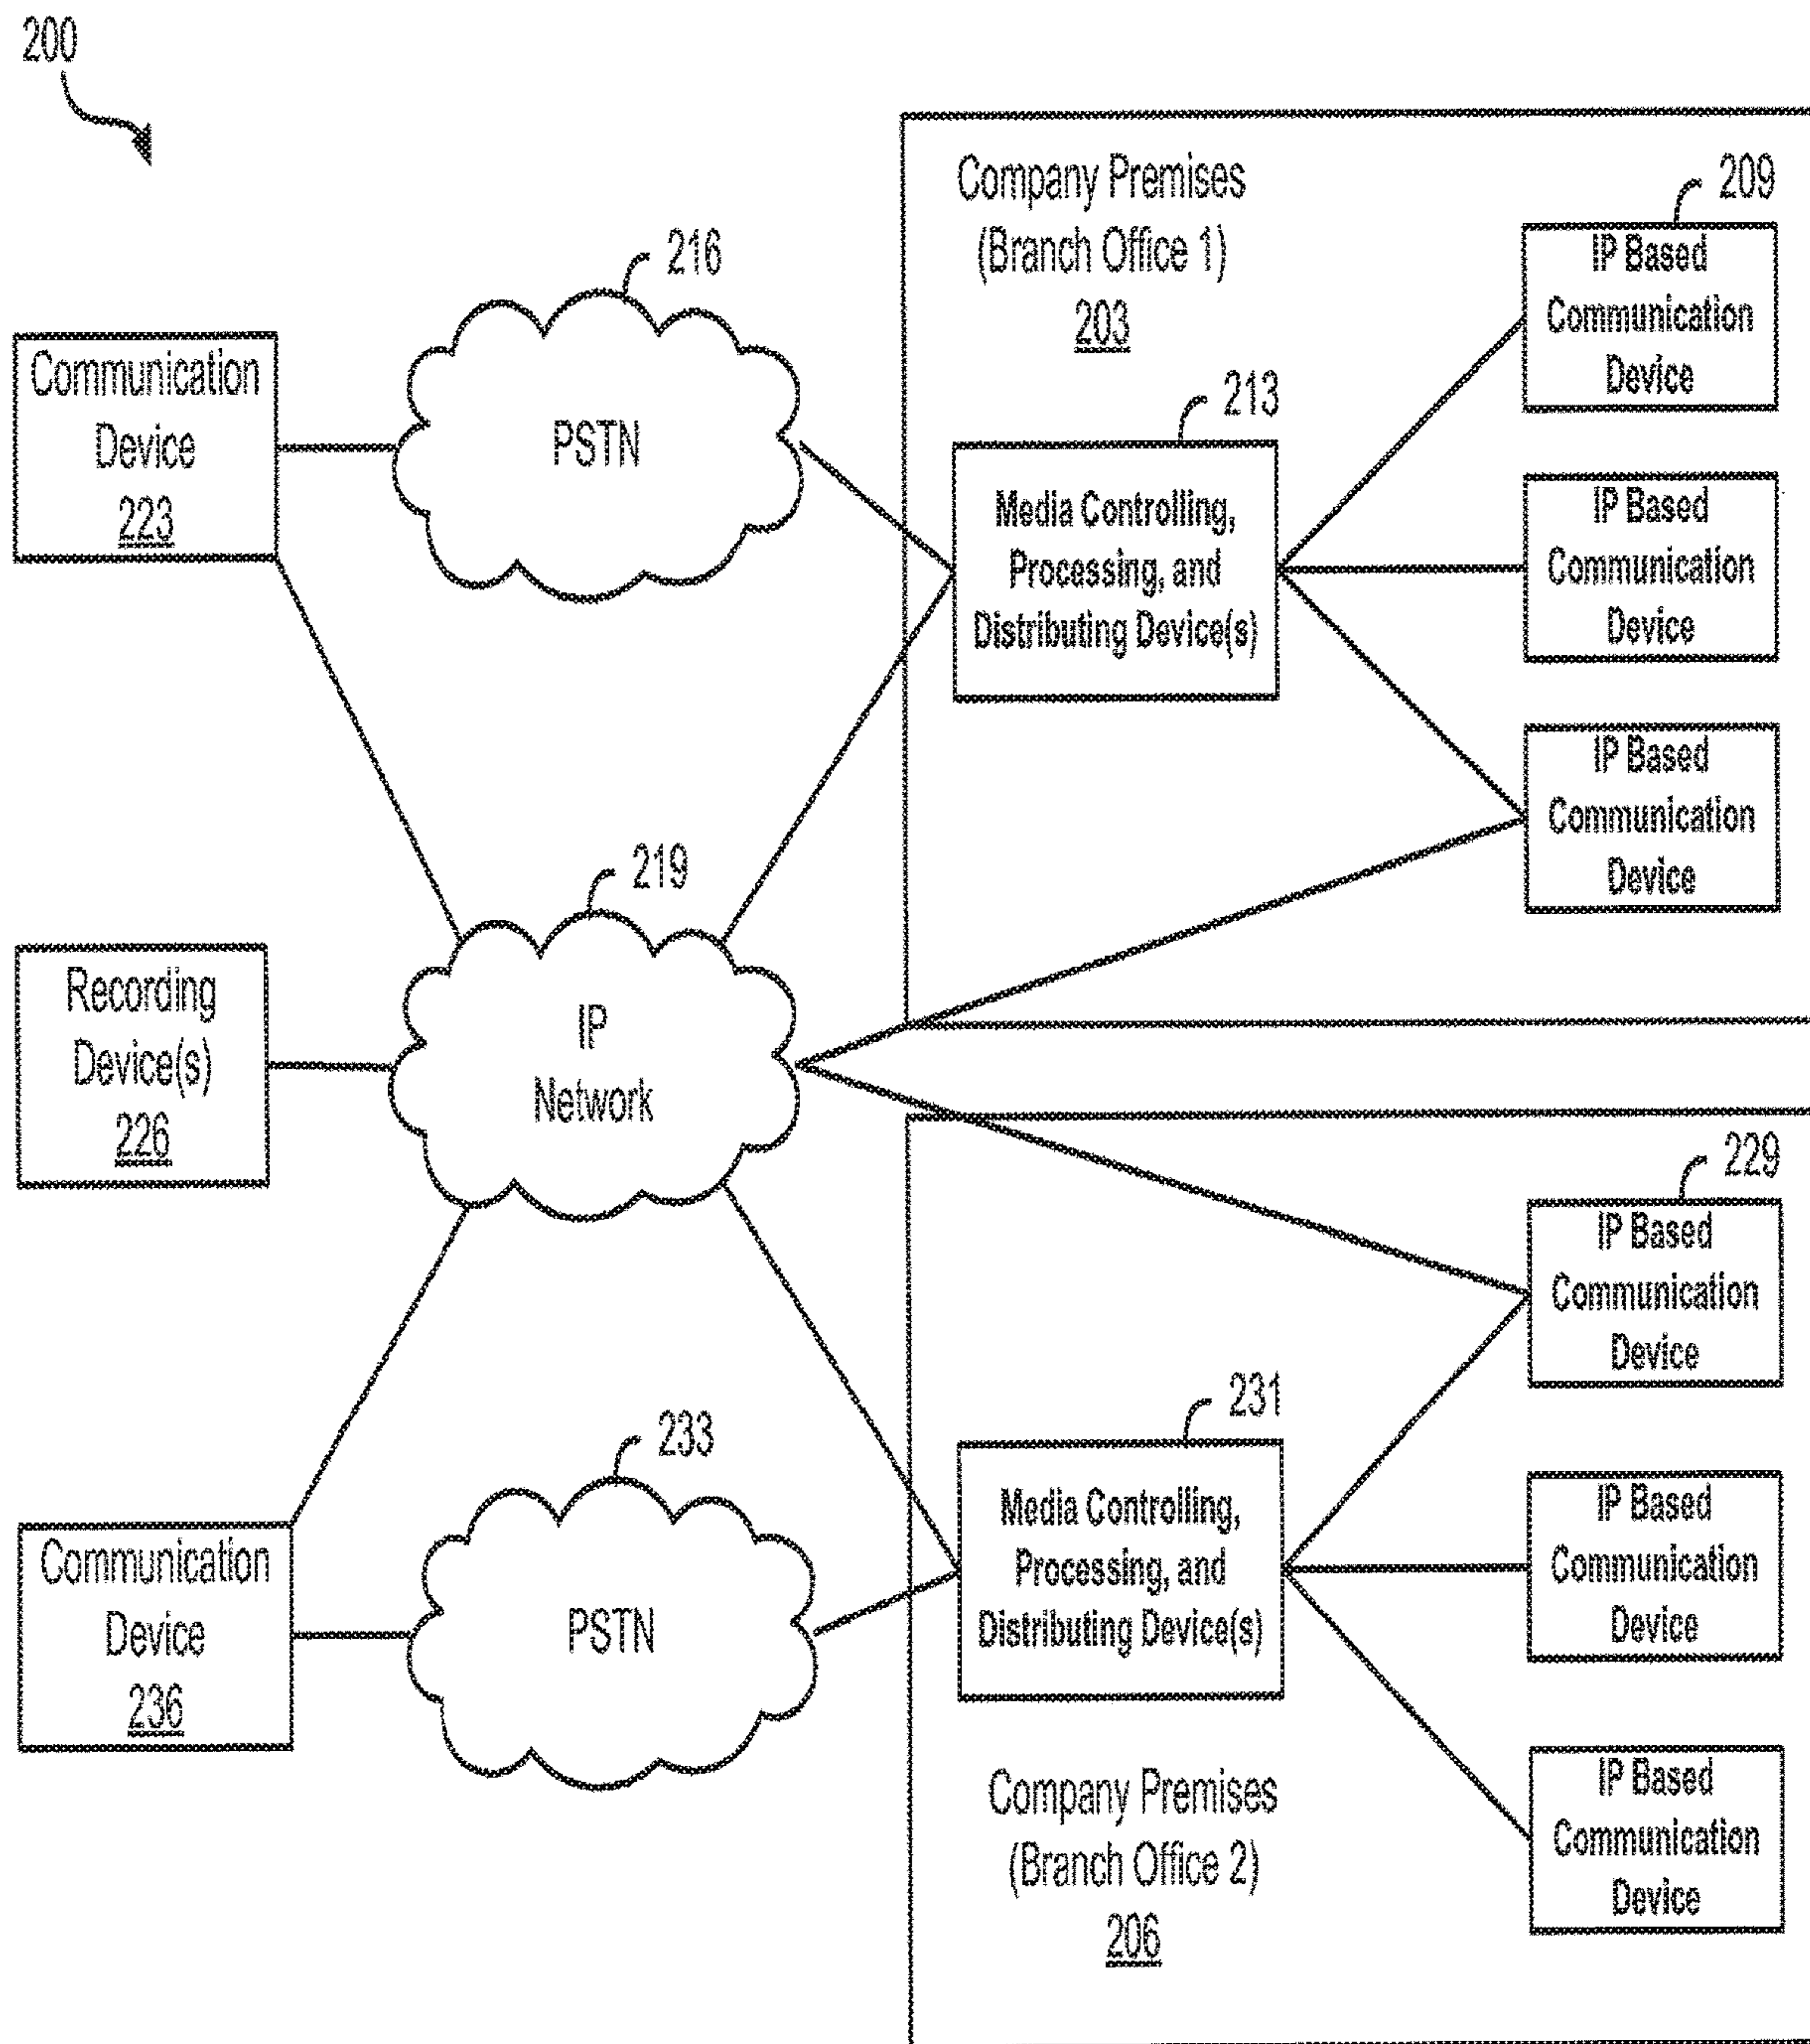 200
Company Premises
(Branch Office 1)
203
209
IP Based
Communication
Device
216
Communication
Device
223
PSTN
213
Media Controlling,
Processing, and
Distributing Device(s)
IP Based
Communication
Device
IP Based
Communication
Device
219
Recording
Device(s)
226
IP
Network
229
IP Based
Communication
Device
233
231
Communication
Device
236
PSTN
Media Controlling,
Processing, and
Distributing Device(s)
IP Based
Communication
Device
Company Premises
(Branch Office 2)
206
IP Based
Communication
Device